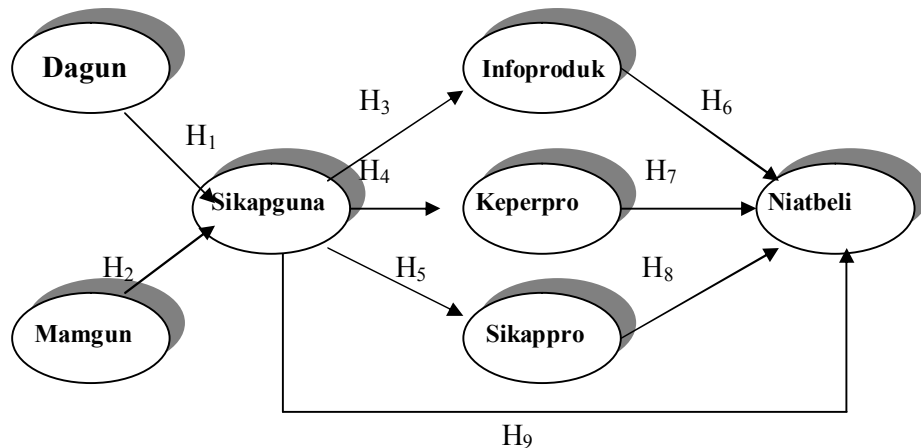 Dagun
Infoproduk
H₃
H₆
H₁
H₄
H₇
Sikapguna
Keperpro
Niatbeli
H₂
H₅
H₈
Mamgun
Sikappro
H₉